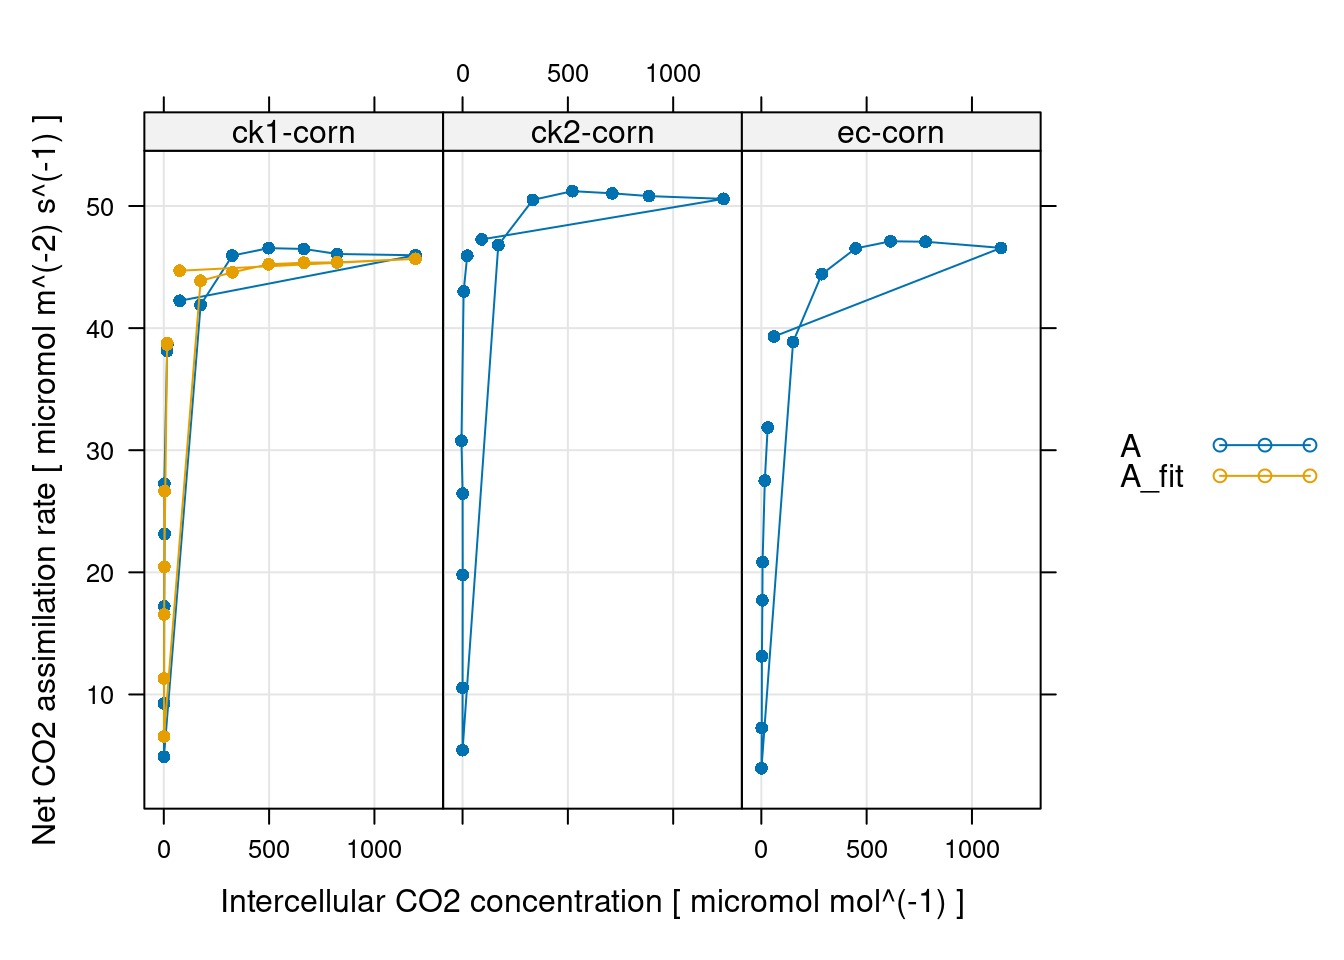 0 500 1000
ck1-corn ck2-corn ec-corn
Net CO2 assimilation rate [ micromol m^(-2) s^(-1) ]
50
40
30
20
10
A
A_fit
0 500 1000 0 500 1000
Intercellular CO2 concentration [ micromol mol^(-1) ]